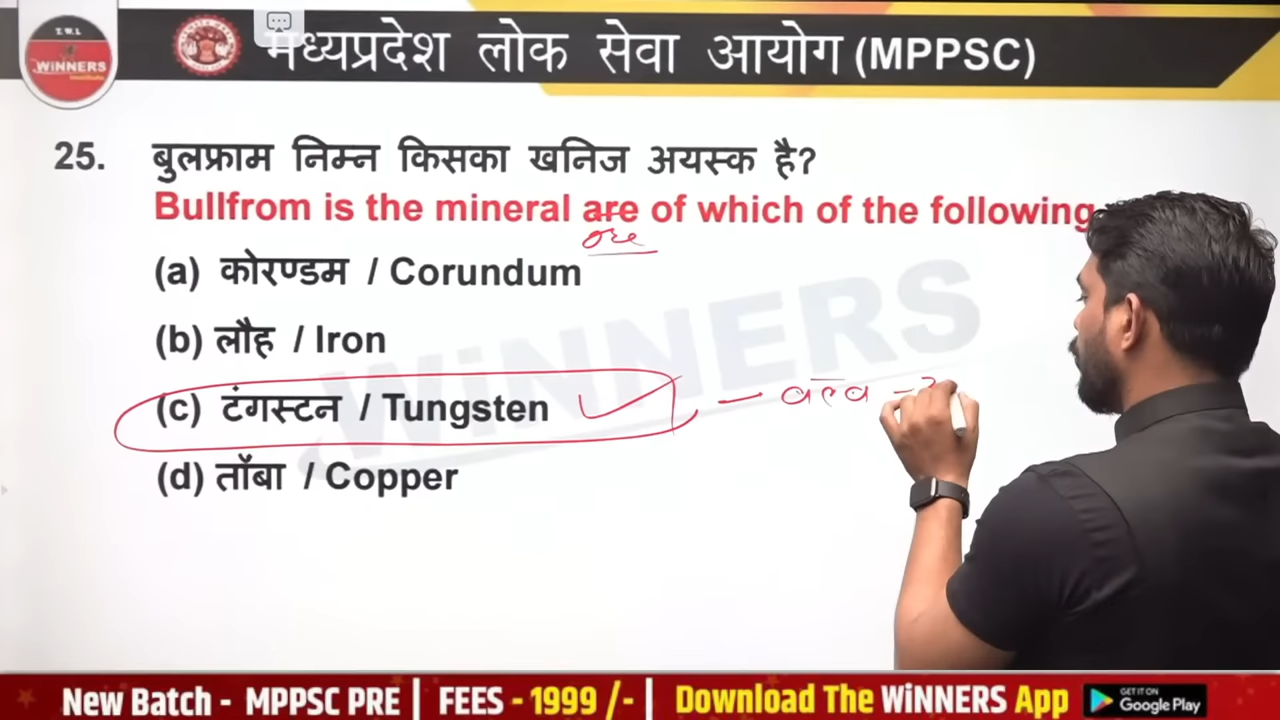 T.W.I.
WiNNERS
मध्यप्रदेश लोक सेवा आयोग (MPPSC)
25. बुलफ्राम निम्न किसका खनिज अयस्क है?
Bullfrom is the mineral are of which of the following
ore
(a) कोरण्डम / Corundum
(b) लौह / Iron
(c) टंगस्टन / Tungsten – बल्ब –
(d) ताँबा / Copper
WiNNERS
New Batch - MPPSC PRE | FEES - 1999 /- | Download The WiNNERS App
GET IT ON
Google Play